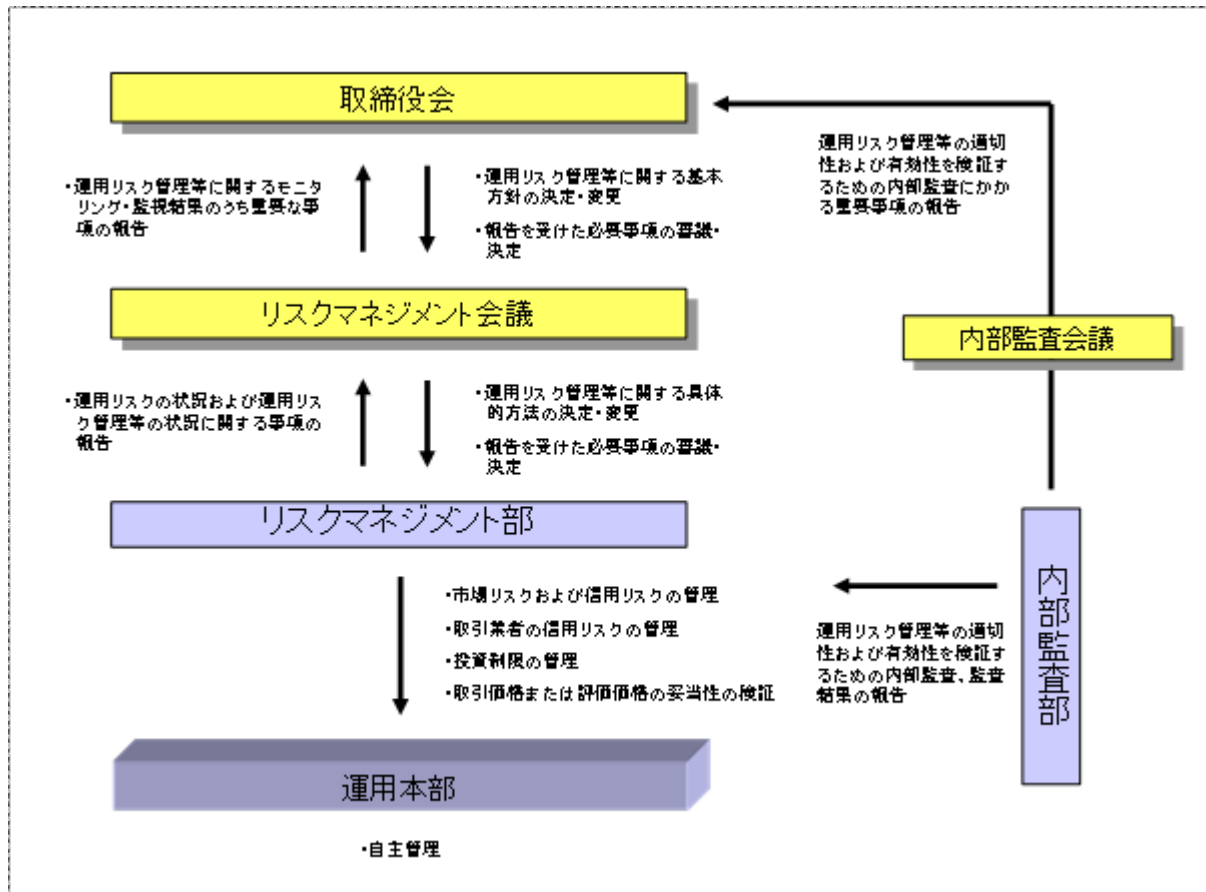 取締役会
・運用リスク管理等に関するモニ
タリング・監視結果のうち重要な事
項の報告
・運用リスク管理等に関する基本
方針の決定・変更
・報告を受けた必要事項の審議・
決定
運用リスク管理等の適切
性および有効性を検証す
るための内部監査にかか
る重要事項の報告
リスクマネジメント会議
内部監査会議
・運用リスクの状況および運用リス
ク管理等の状況に関する事項の
報告
・運用リスク管理等に関する具体
的方法の決定・変更
・報告を受けた必要事項の審議・
決定
リスクマネジメント部
・市場リスクおよび信用リスクの管理
・取引業者の信用リスクの管理
・投資制限の管理
・取引価格または評価価格の妥当性の検証
運用リスク管理等の適切
性および有効性を検証す
るための内部監査、監査
結果の報告
内部監査部
運用本部
・自主管理